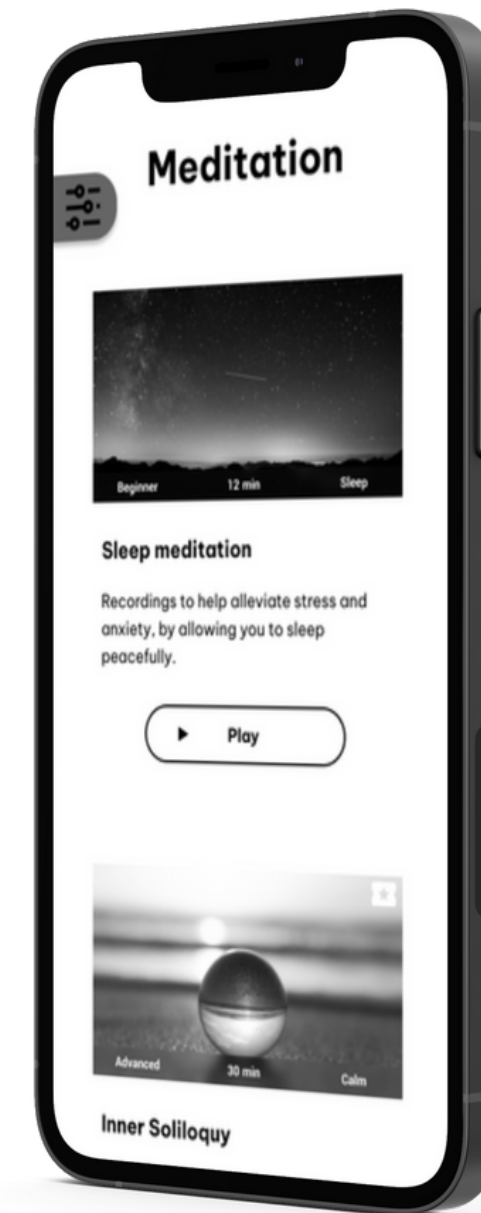 Meditation
Beginner 12 min Sleep
Sleep meditation
Recordings to help alleviate stress and
anxiety, by allowing you to sleep
peacefully.
Play
Advanced 30 min Calm
Inner Soliloquy